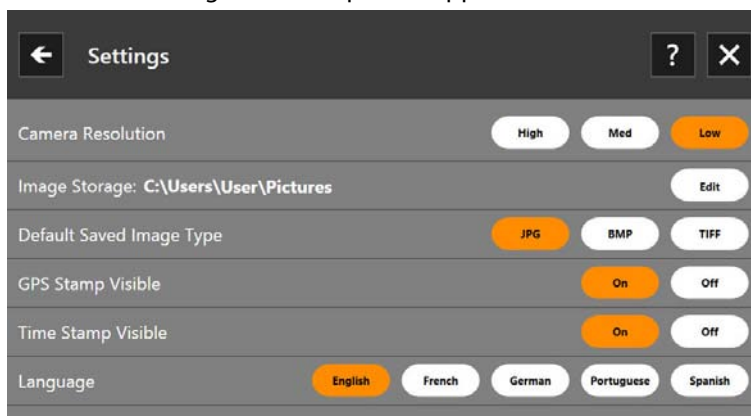 Settings ?
Camera Resolution High Med Low
Image Storage: C:\Users\User\Pictures Edit
Default Saved Image Type JPG BMP TIFF
GPS Stamp Visible On Off
Time Stamp Visible On Off
Language English French German Portuguese Spanish